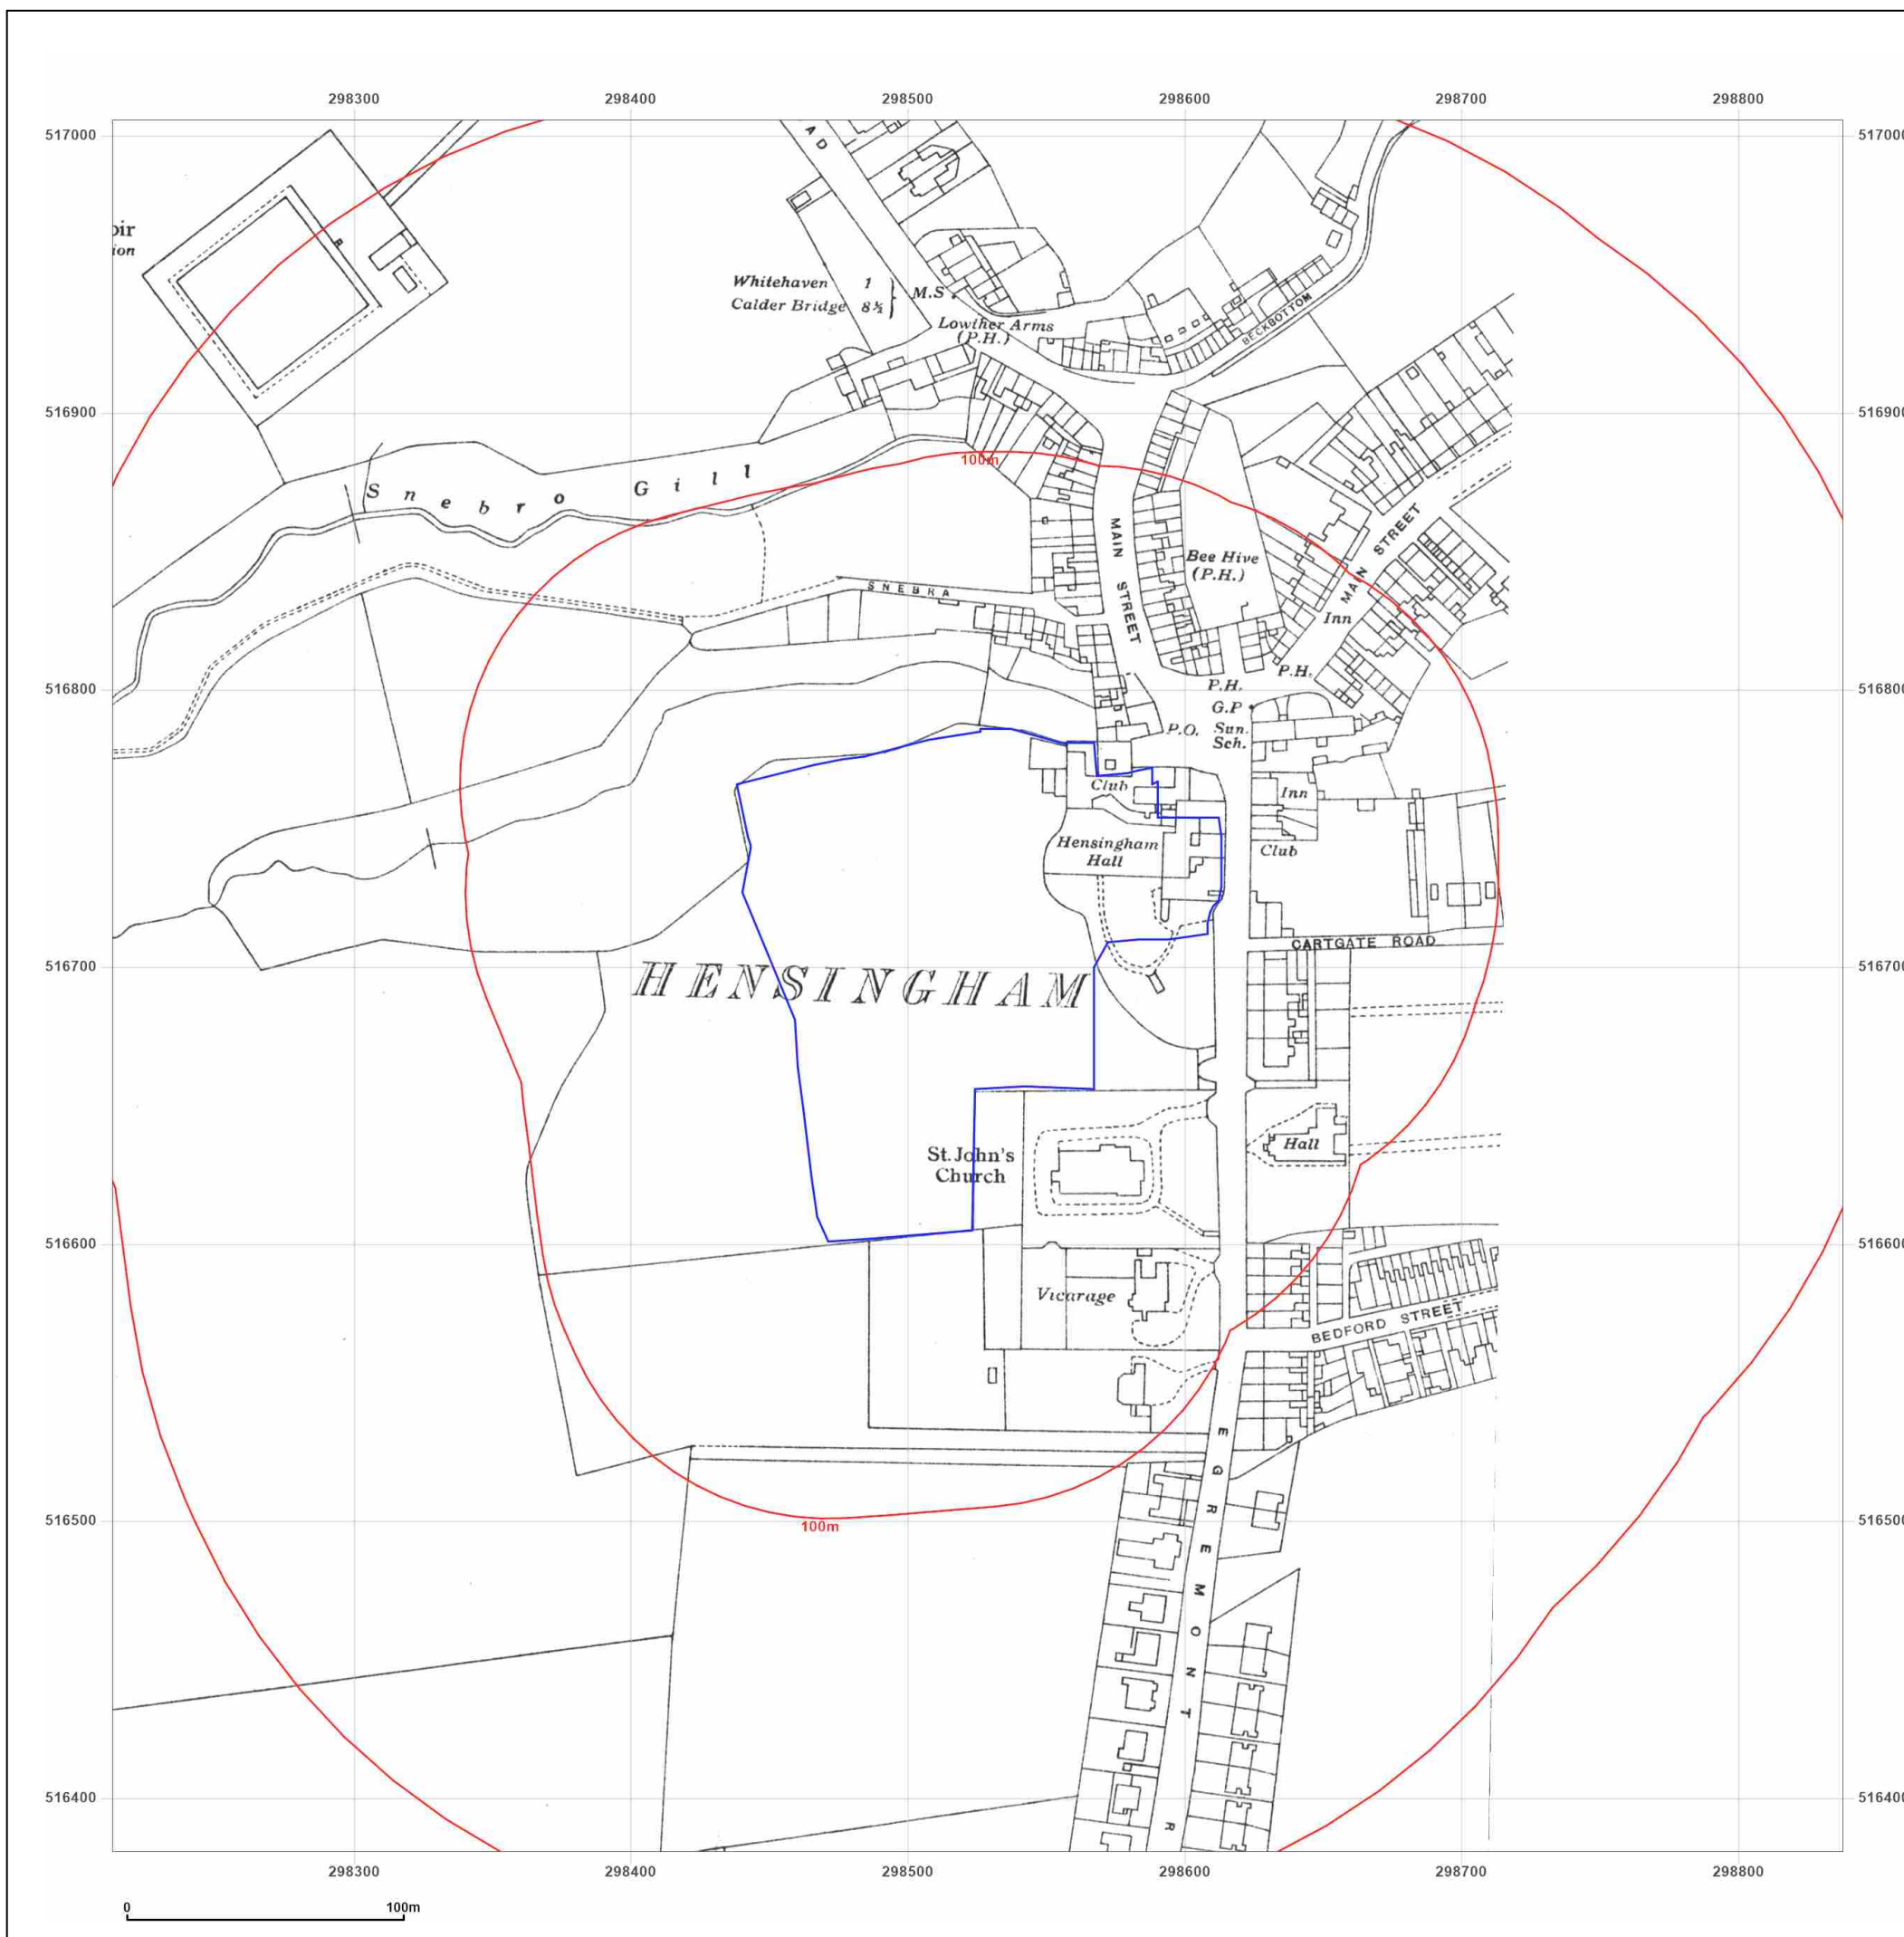 298300 298400 298500 298600 298700 298800
517000 517000
AD
oir
ion
Whitehaven 1
Calder Bridge 8½
M.S
Lowther Arms
(P.H.)
BECKBOTTOM
516900 516900
100m
Snebro Gill
MAIN STREET
Bee Hive
(P.H.)
MAIN STREET
SNEBRA
Inn
516800 516800
P.H.
P.H.
G.P
P.O.
Sun.
Sch.
Club
Inn
Hensingham
Hall
Club
CARTGATE ROAD
516700 516700
HENSINGHAM
St. John's
Church
Hall
516600 516600
Vicarage
BEDFORD STREET
EGREMONT R
516500 516500
100m
516400 516400
298300 298400 298500 298600 298700 298800
0 100m